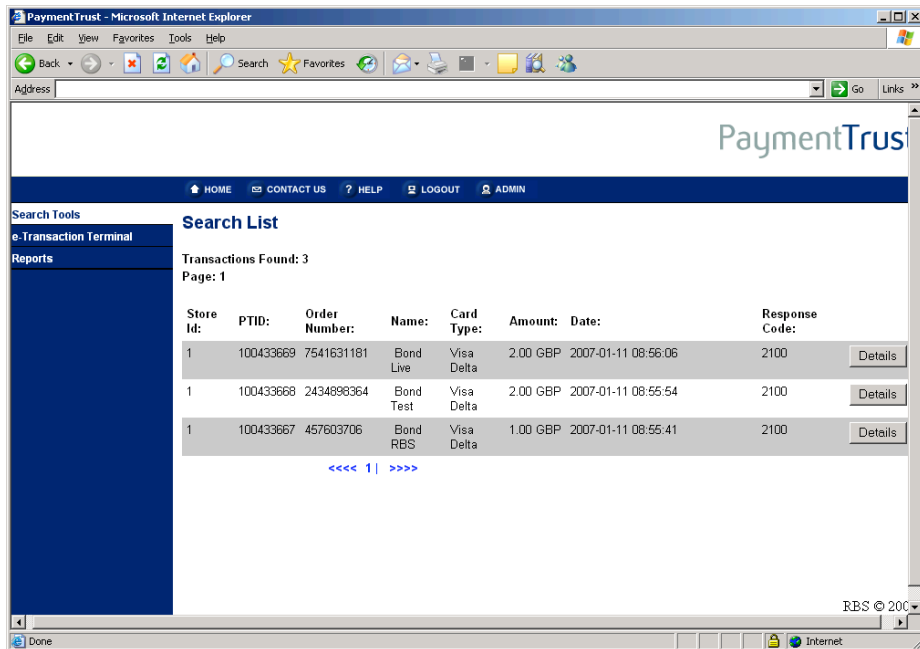 PaymentTrust - Microsoft Internet Explorer
File Edit View Favorites Tools Help
Back Search Favorites
Address Go Links »
PaymentTrust
HOME CONTACT US ? HELP LOGOUT ADMIN
Search Tools
e-Transaction Terminal
Reports
Search List
Transactions Found: 3
Page: 1
Store Id: PTID: Order Number: Name: Card Type: Amount: Date: Response Code:
1 100433669 7541631181 Bond Live Visa Delta 2.00 GBP 2007-01-11 08:56:06 2100 Details
1 100433668 2434898364 Bond Test Visa Delta 2.00 GBP 2007-01-11 08:55:54 2100 Details
1 100433667 457603706 Bond RBS Visa Delta 1.00 GBP 2007-01-11 08:55:41 2100 Details
<<<< 1 | >>>>
RBS © 200
Done Internet